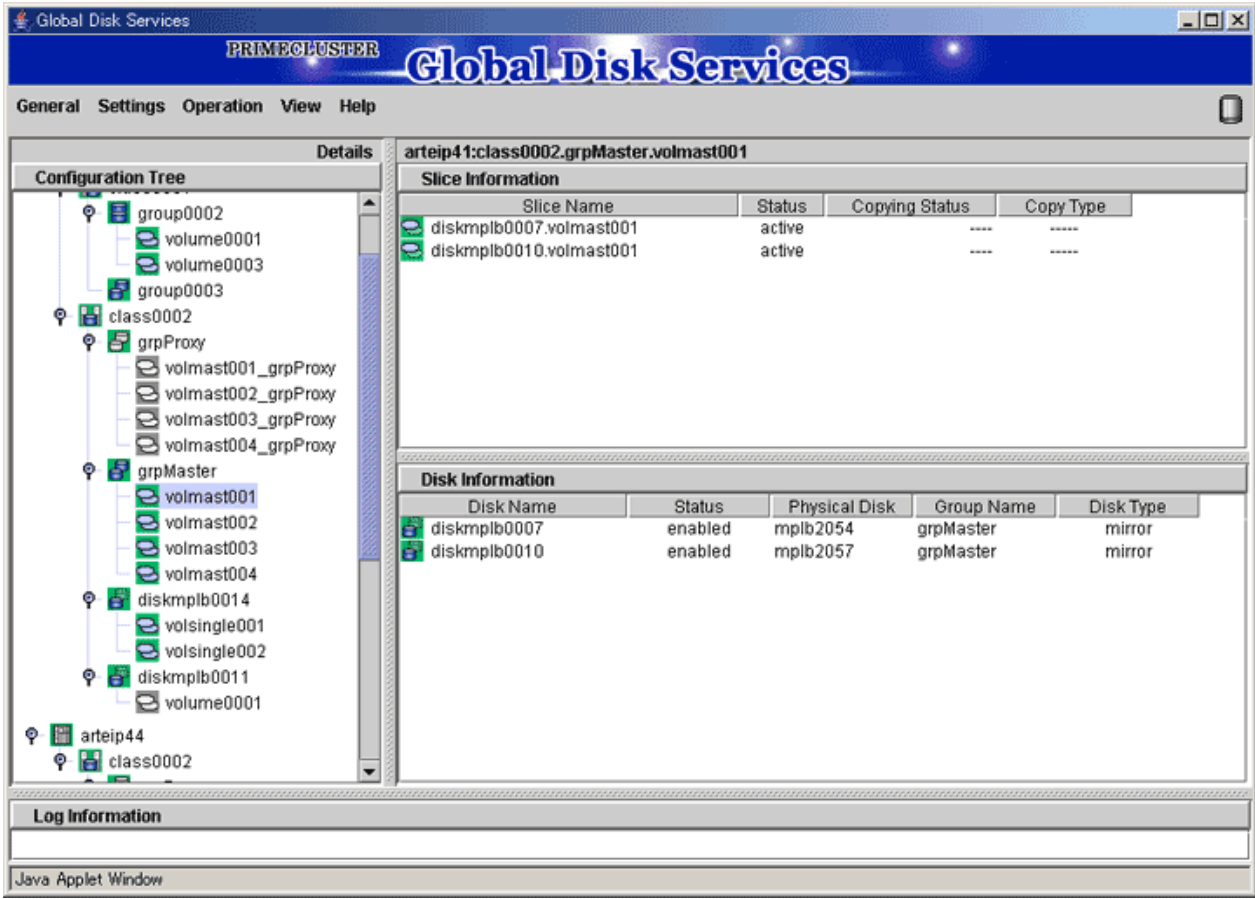 Global Disk Services
PRIMECLUSTER
Global Disk Services
General Settings Operation View Help
Details
Configuration Tree
group0002
volume0001
volume0003
group0003
class0002
grpProxy
volmast001_grpProxy
volmast002_grpProxy
volmast003_grpProxy
volmast004_grpProxy
grpMaster
volmast001
volmast002
volmast003
volmast004
diskmplb0014
volsingle001
volsingle002
diskmplb0011
volume0001
arteip44
class0002
arteip41:class0002.grpMaster.volmast001
Slice Information
Slice Name Status Copying Status Copy Type
diskmplb0007.volmast001 active ---- -----
diskmplb0010.volmast001 active ---- -----
Disk Information
Disk Name Status Physical Disk Group Name Disk Type
diskmplb0007 enabled mplb2054 grpMaster mirror
diskmplb0010 enabled mplb2057 grpMaster mirror
Log Information
Java Applet Window